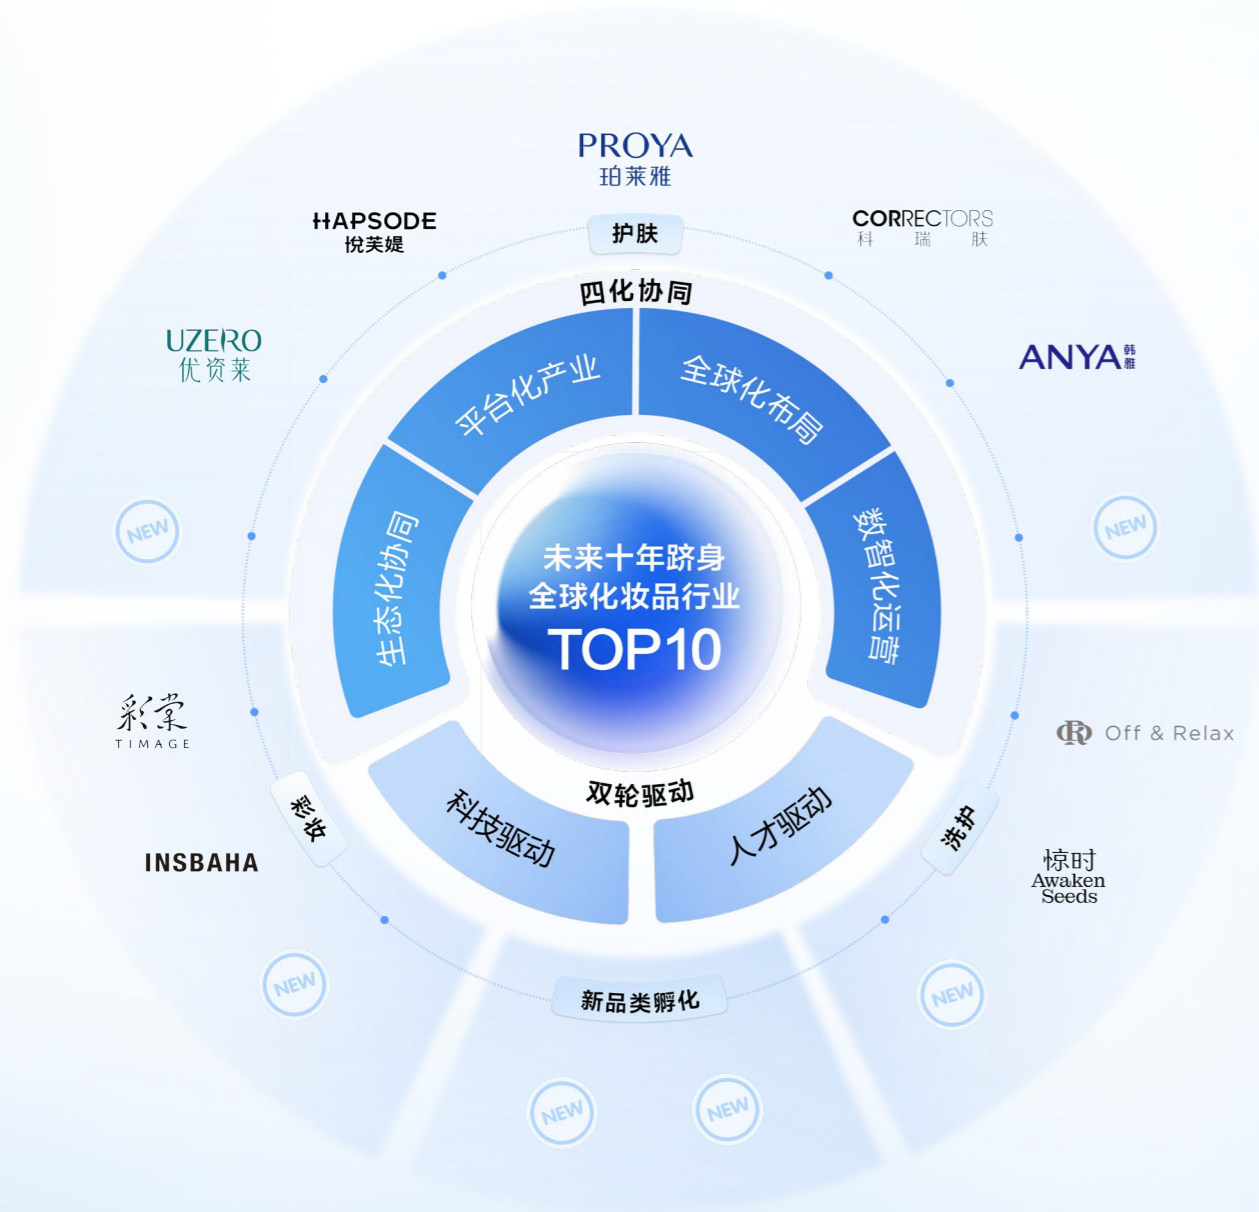 PROYA
珀莱雅
HAPSODE
悦芙媞
CORRECTORS
科瑞肤
护肤
UZERO
优资莱
ANYA 韩雅
四化协同
平台化产业
全球化布局
生态化协同
数智化运营
NEW
NEW
未来十年跻身
全球化妆品行业
TOP10
彩棠
TIMAGE
Off & Relax
双轮驱动
科技驱动
人才驱动
彩妆
洗护
INSBAHA
惊时
Awaken
Seeds
NEW
NEW
新品类孵化
NEW
NEW